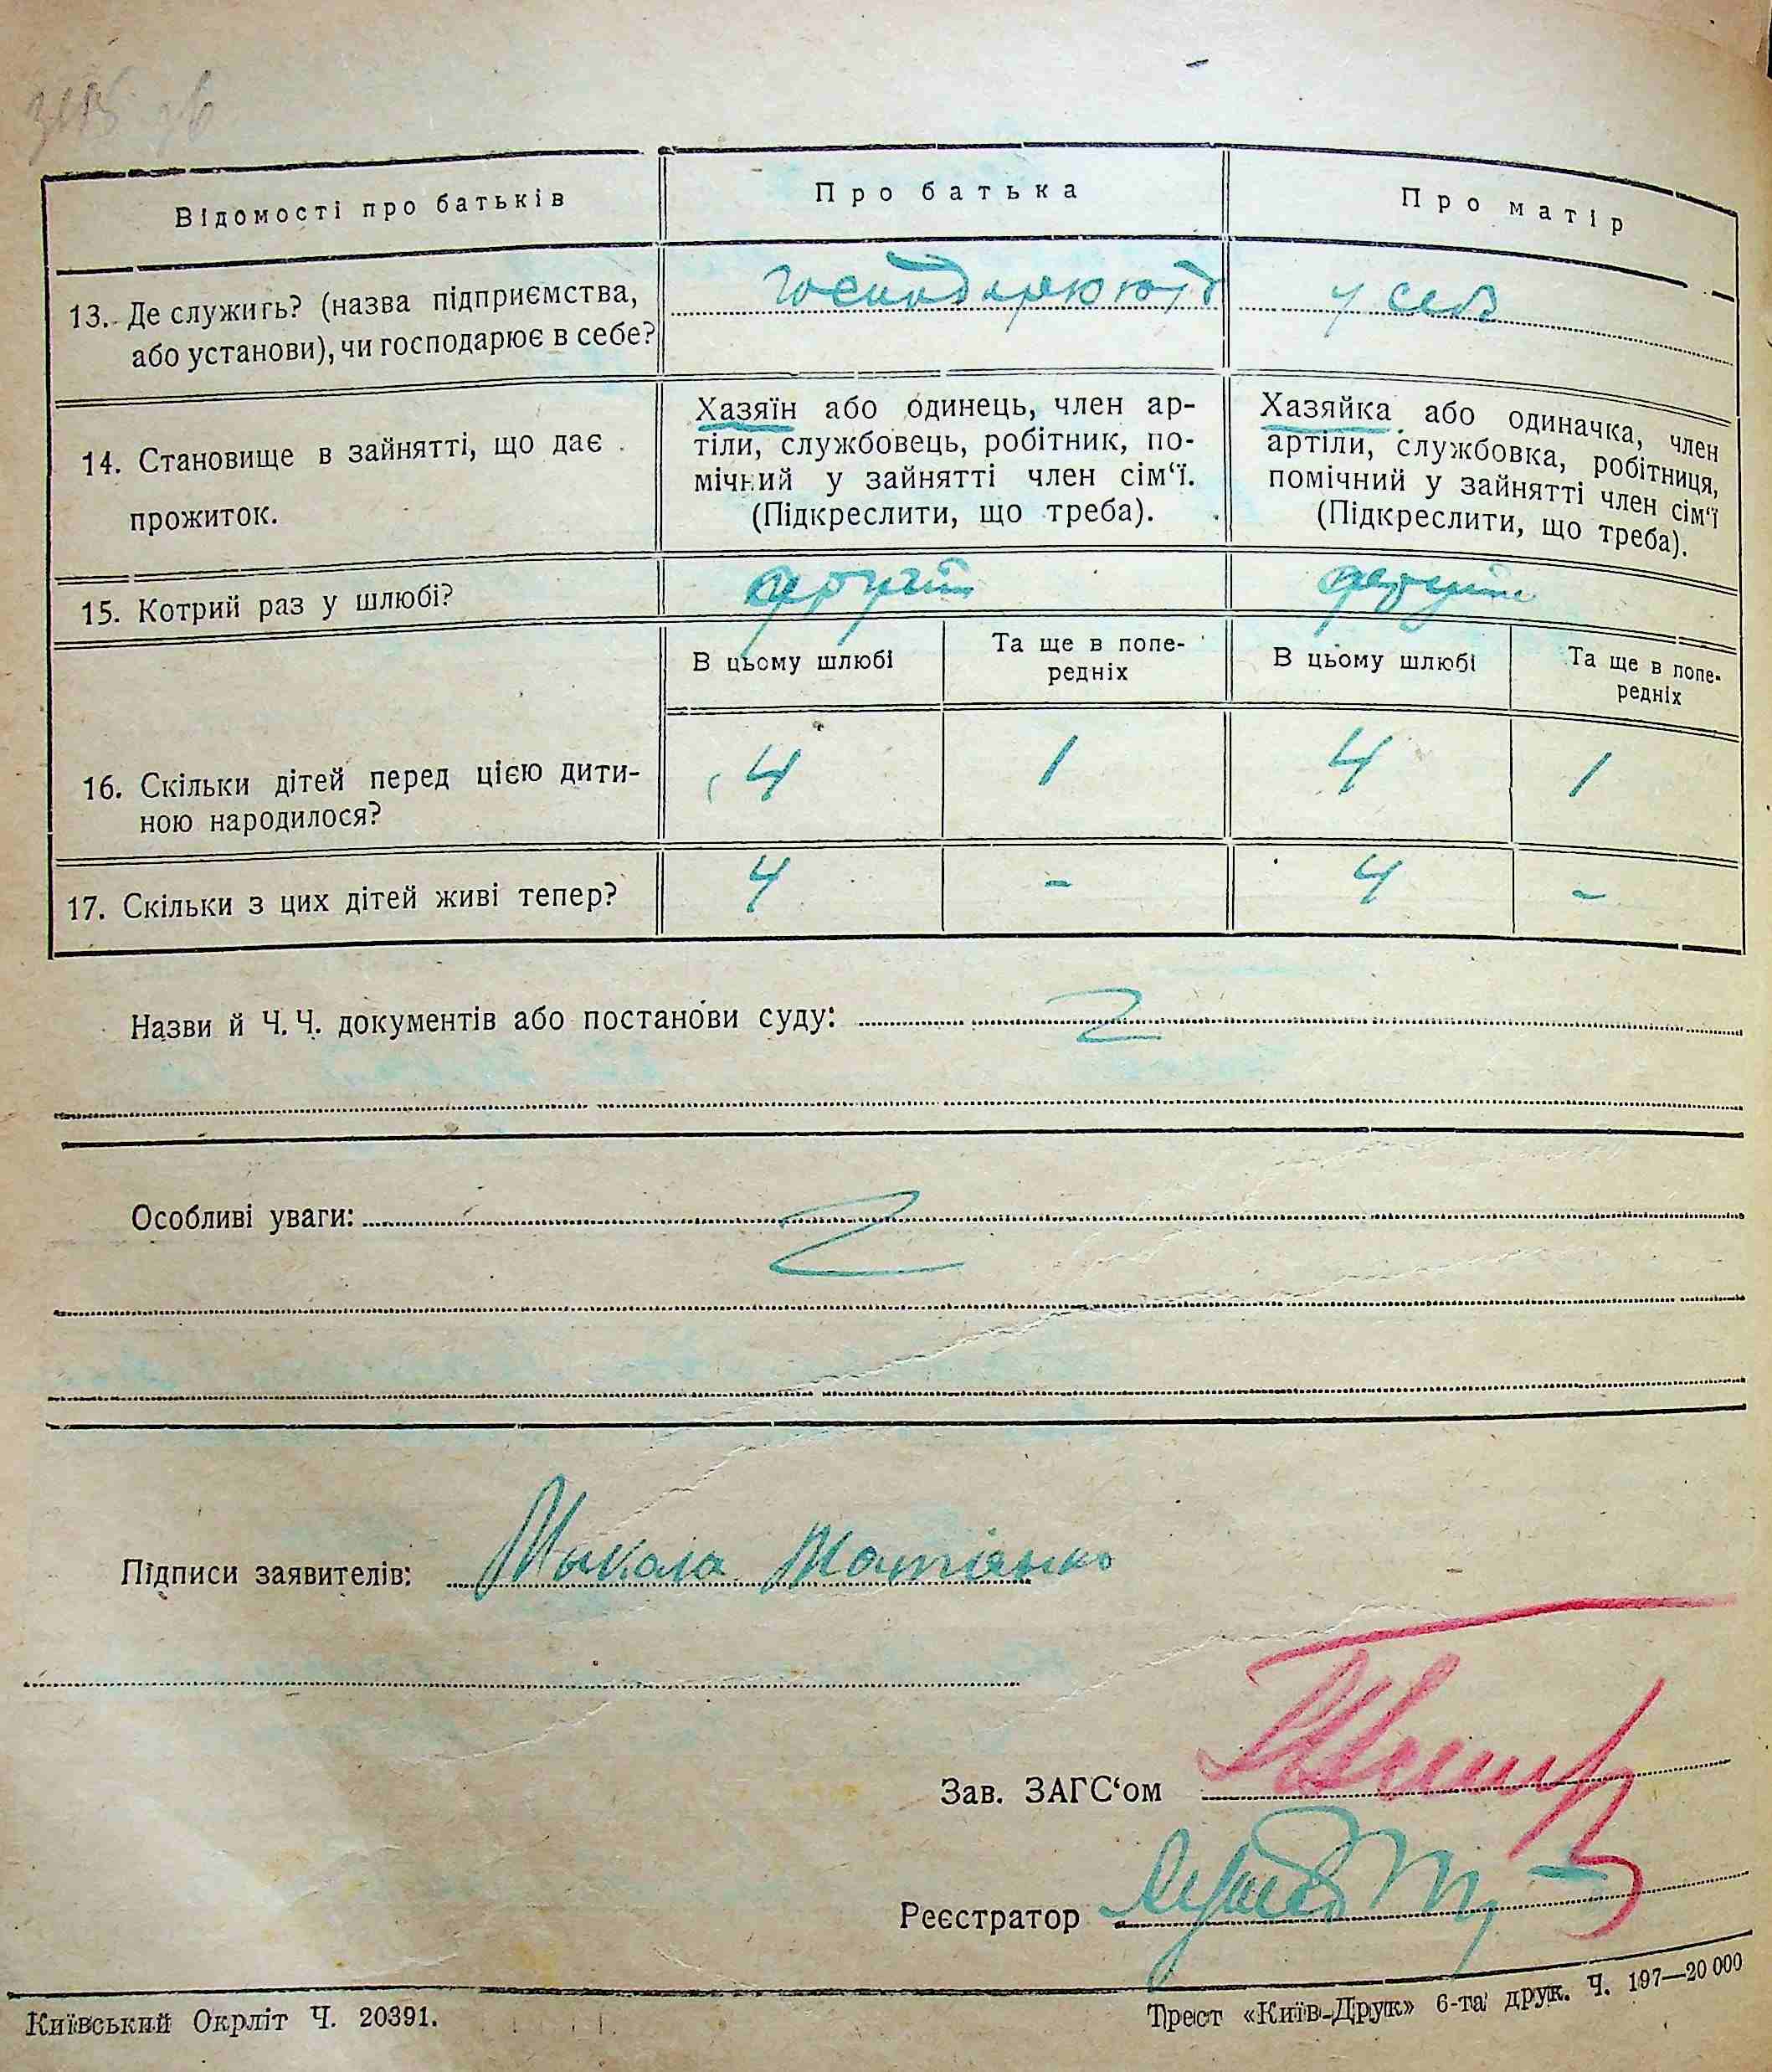 Відомості про батьків
Про батька
Про матір
13. Де служить? (назва підприємства, або установи), чи господарює в себе?
господарюють
у себе
14. Становище в зайнятті, що дає прожиток.
Хазяїн або одинець, член ар-
тіли, службовець, робітник, по-
мічний у зайнятті член сім'ї.
(Підкреслити, що треба).
Хазяйка або одиначка, член
артіли, службовка, робітниця,
помічний у зайнятті член сім'ї
(Підкреслити, що треба).
15. Котрий раз у шлюбі?
В цьому шлюбі
Та ще в попе-
редніх
В цьому шлюбі
Та ще в попе-
редніх
16. Скільки дітей перед цією дити-
ною народилося?
4
1
4
1
17. Скільки з цих дітей живі тепер?
4
-
4
-
Назви й Ч. Ч. документів або постанови суду:
Особливі уваги:
Підписи заявителів: Микола
Зав. ЗАГС'ом
Реєстратор
Київський Окрліт Ч. 20391.
Трест «Київ-Друк» 6-та друк. Ч. 197—20 000